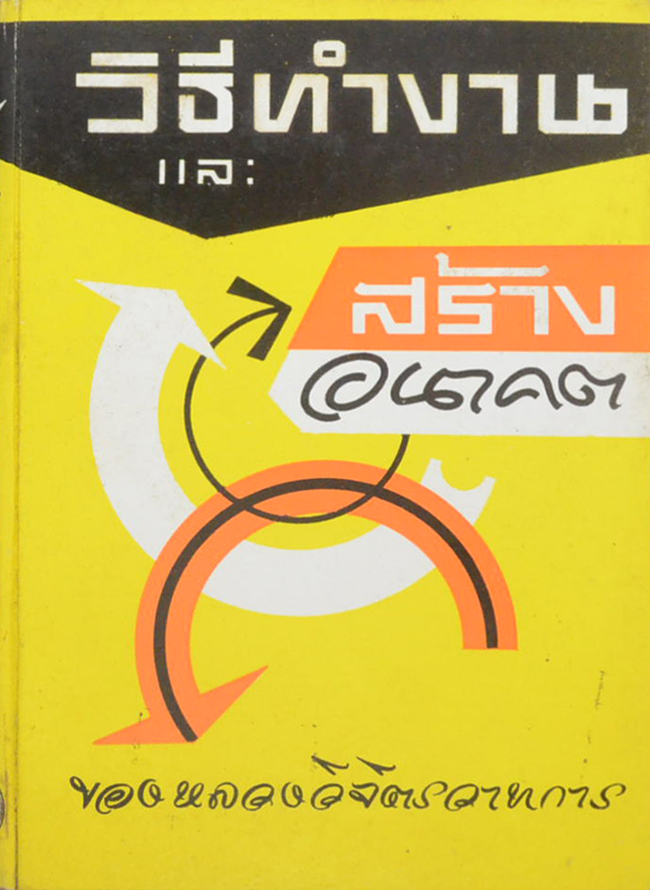 วิธีทำงาน
และ
สร้าง
อนาคต
ของหลวงวิจิตรวาทการ